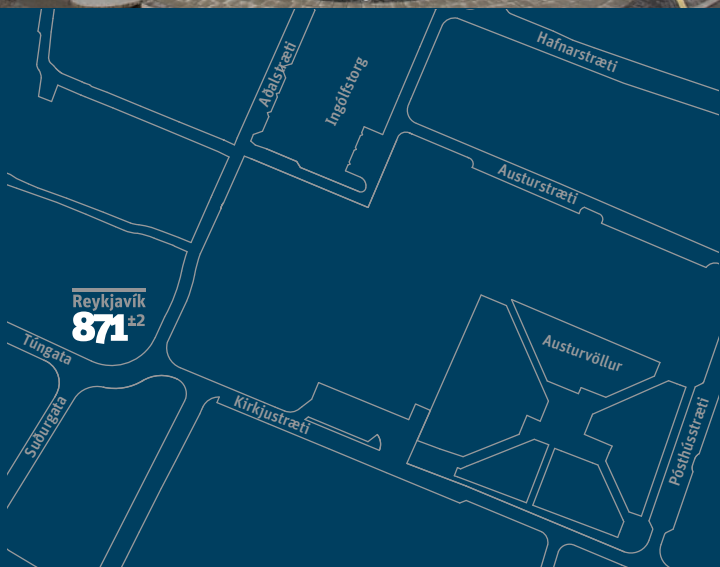 Hafnarstræti
Aðalstræti
Ingólfstorg
Austurstræti
Reykjavík
871±2
Túngata
Austurvöllur
Suðurgata
Kirkjustræti
Pósthússtræti